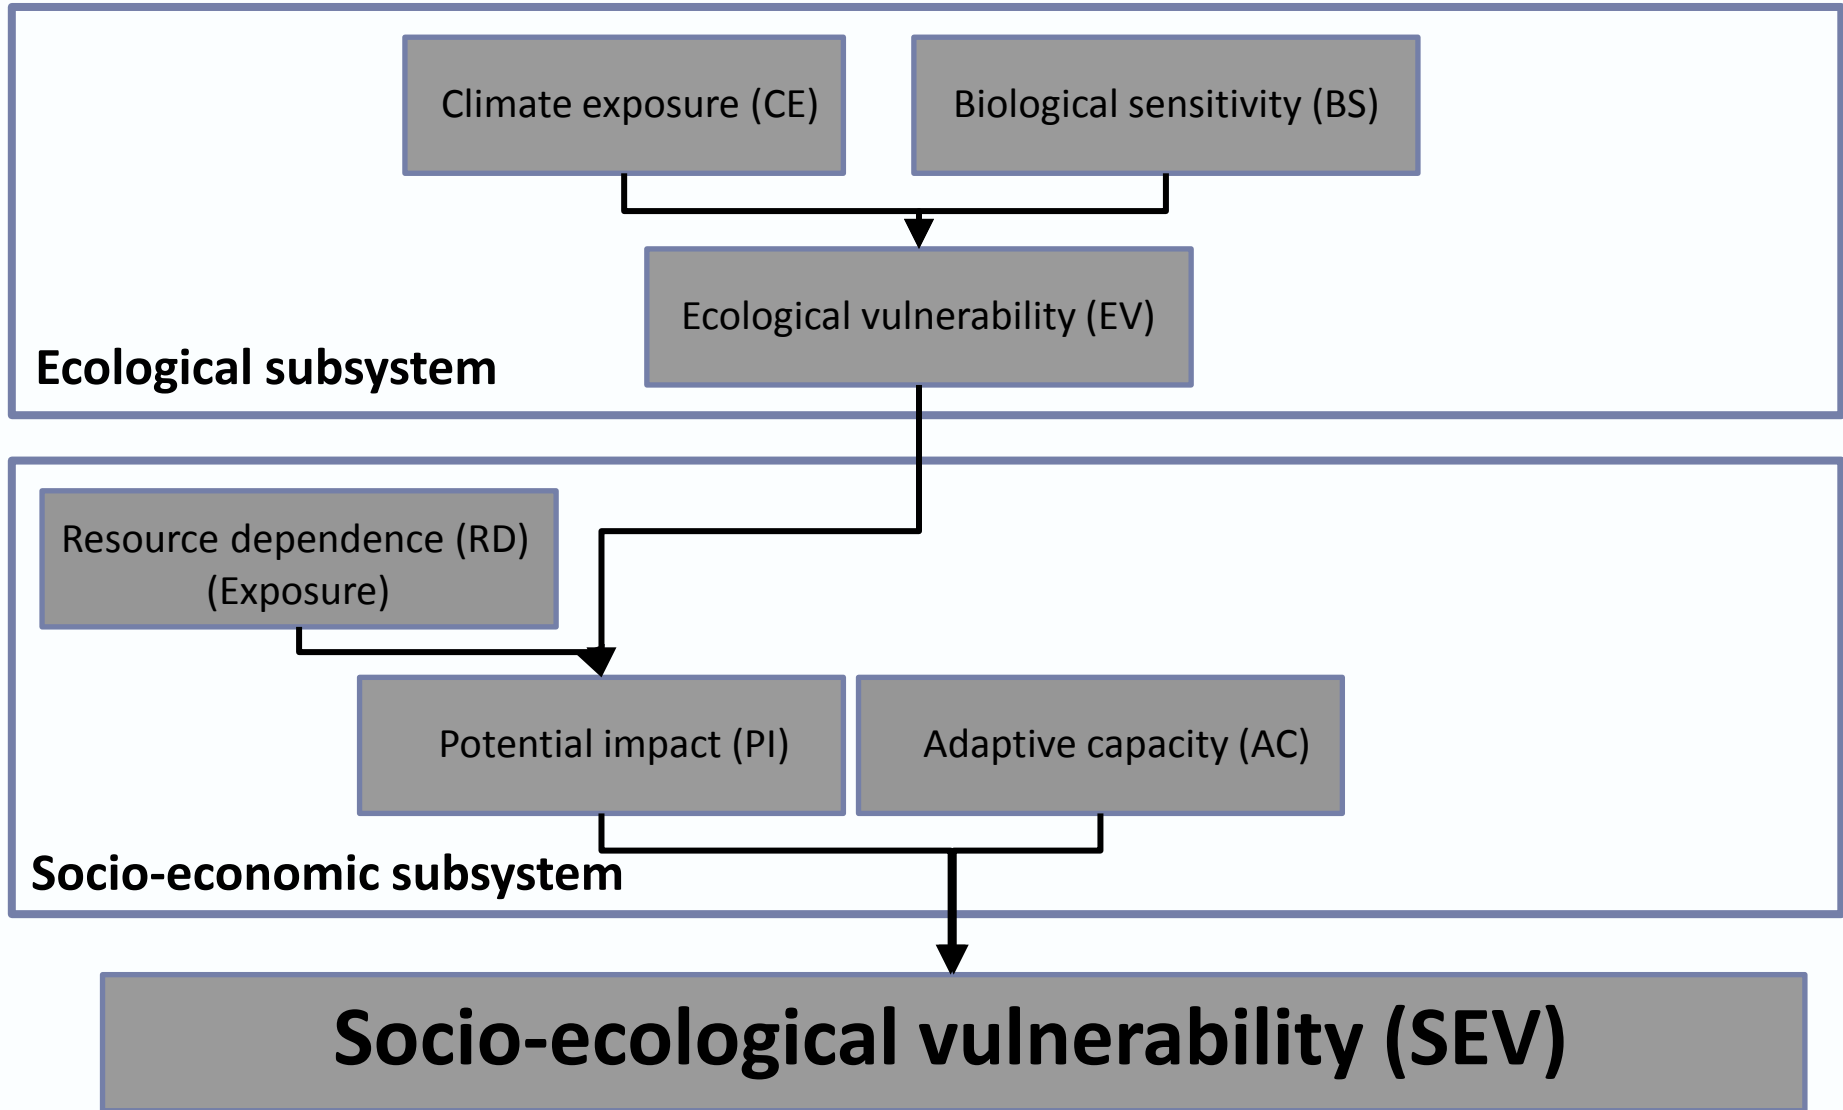 Climate exposure (CE)
Biological sensitivity (BS)
Ecological vulnerability (EV)
Ecological subsystem
Resource dependence (RD)
(Exposure)
Potential impact (PI)
Adaptive capacity (AC)
Socio-economic subsystem
Socio-ecological vulnerability (SEV)